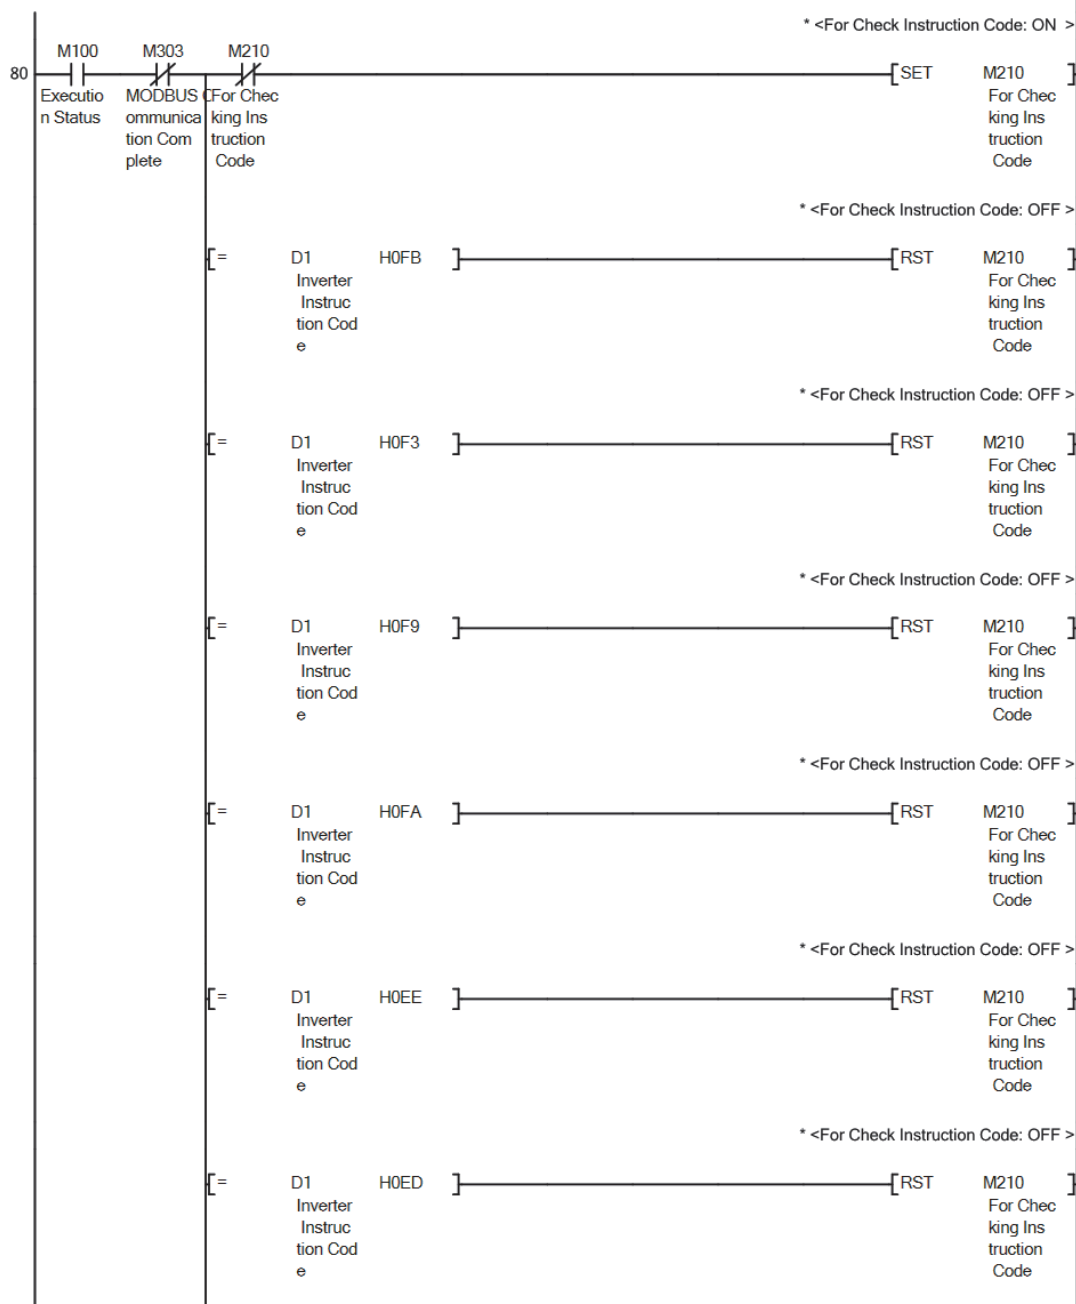 * <For Check Instruction Code: ON >
M100 M303 M210
80 SET M210
Executio MODBUS C For Chec For Chec
n Status ommunica king Ins king Ins
tion Com truction truction
plete Code Code
* <For Check Instruction Code: OFF >
= D1 H0FB RST M210
Inverter For Chec
Instruc king Ins
tion Cod truction
e Code
* <For Check Instruction Code: OFF >
= D1 H0F3 RST M210
Inverter For Chec
Instruc king Ins
tion Cod truction
e Code
* <For Check Instruction Code: OFF >
= D1 H0F9 RST M210
Inverter For Chec
Instruc king Ins
tion Cod truction
e Code
* <For Check Instruction Code: OFF >
= D1 H0FA RST M210
Inverter For Chec
Instruc king Ins
tion Cod truction
e Code
* <For Check Instruction Code: OFF >
= D1 H0EE RST M210
Inverter For Chec
Instruc king Ins
tion Cod truction
e Code
* <For Check Instruction Code: OFF >
= D1 H0ED RST M210
Inverter For Chec
Instruc king Ins
tion Cod truction
e Code